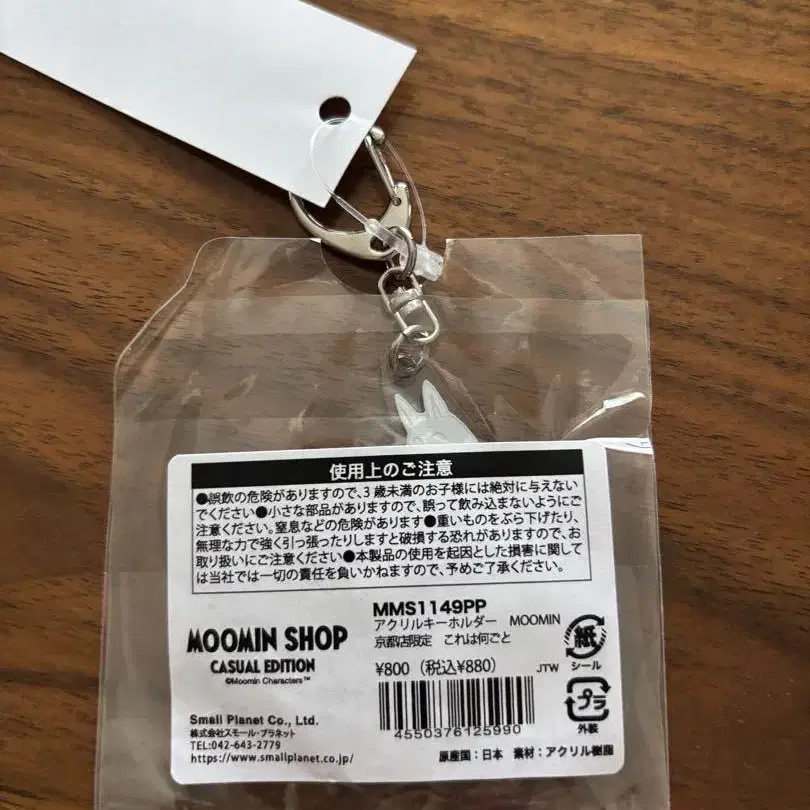 使用上のご注意
●誤飲の危険がありますので、3歳未満のお子様には絶対に与えない
でください●小さな部品がありますので、誤って飲み込まないようにご
注意ください。窒息などの危険があります●重いものをぶら下げたり、
無理な力で強く引っ張ったりしますと破損する恐れがありますので、お
取り扱いにご注意ください●本製品の使用を起因とした損害に関して
は当社では一切の責任を負いかねますので、予めご了承ください。
MOOMIN SHOP
CASUAL EDITION
©Moomin Characters™
Small Planet Co., Ltd.
株式会社スモール・プラネット
TEL:042-643-2779
https://www.smallplanet.co.jp/
MMS1149PP
アクリルキーホルダー MOOMIN
京都店限定 これは何ごと
¥800 (税込¥880) JTW
4550376125990
原産国:日本 素材:アクリル樹脂
紙
シール
プラ
外装